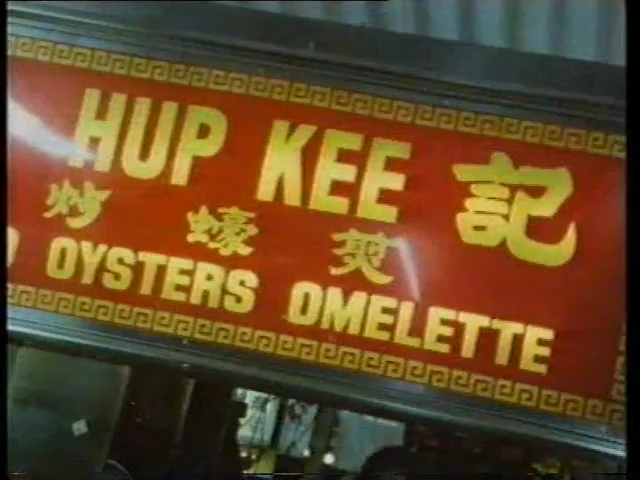 HUP KEE 記
炒 蠔 煎
OYSTERS OMELETTE